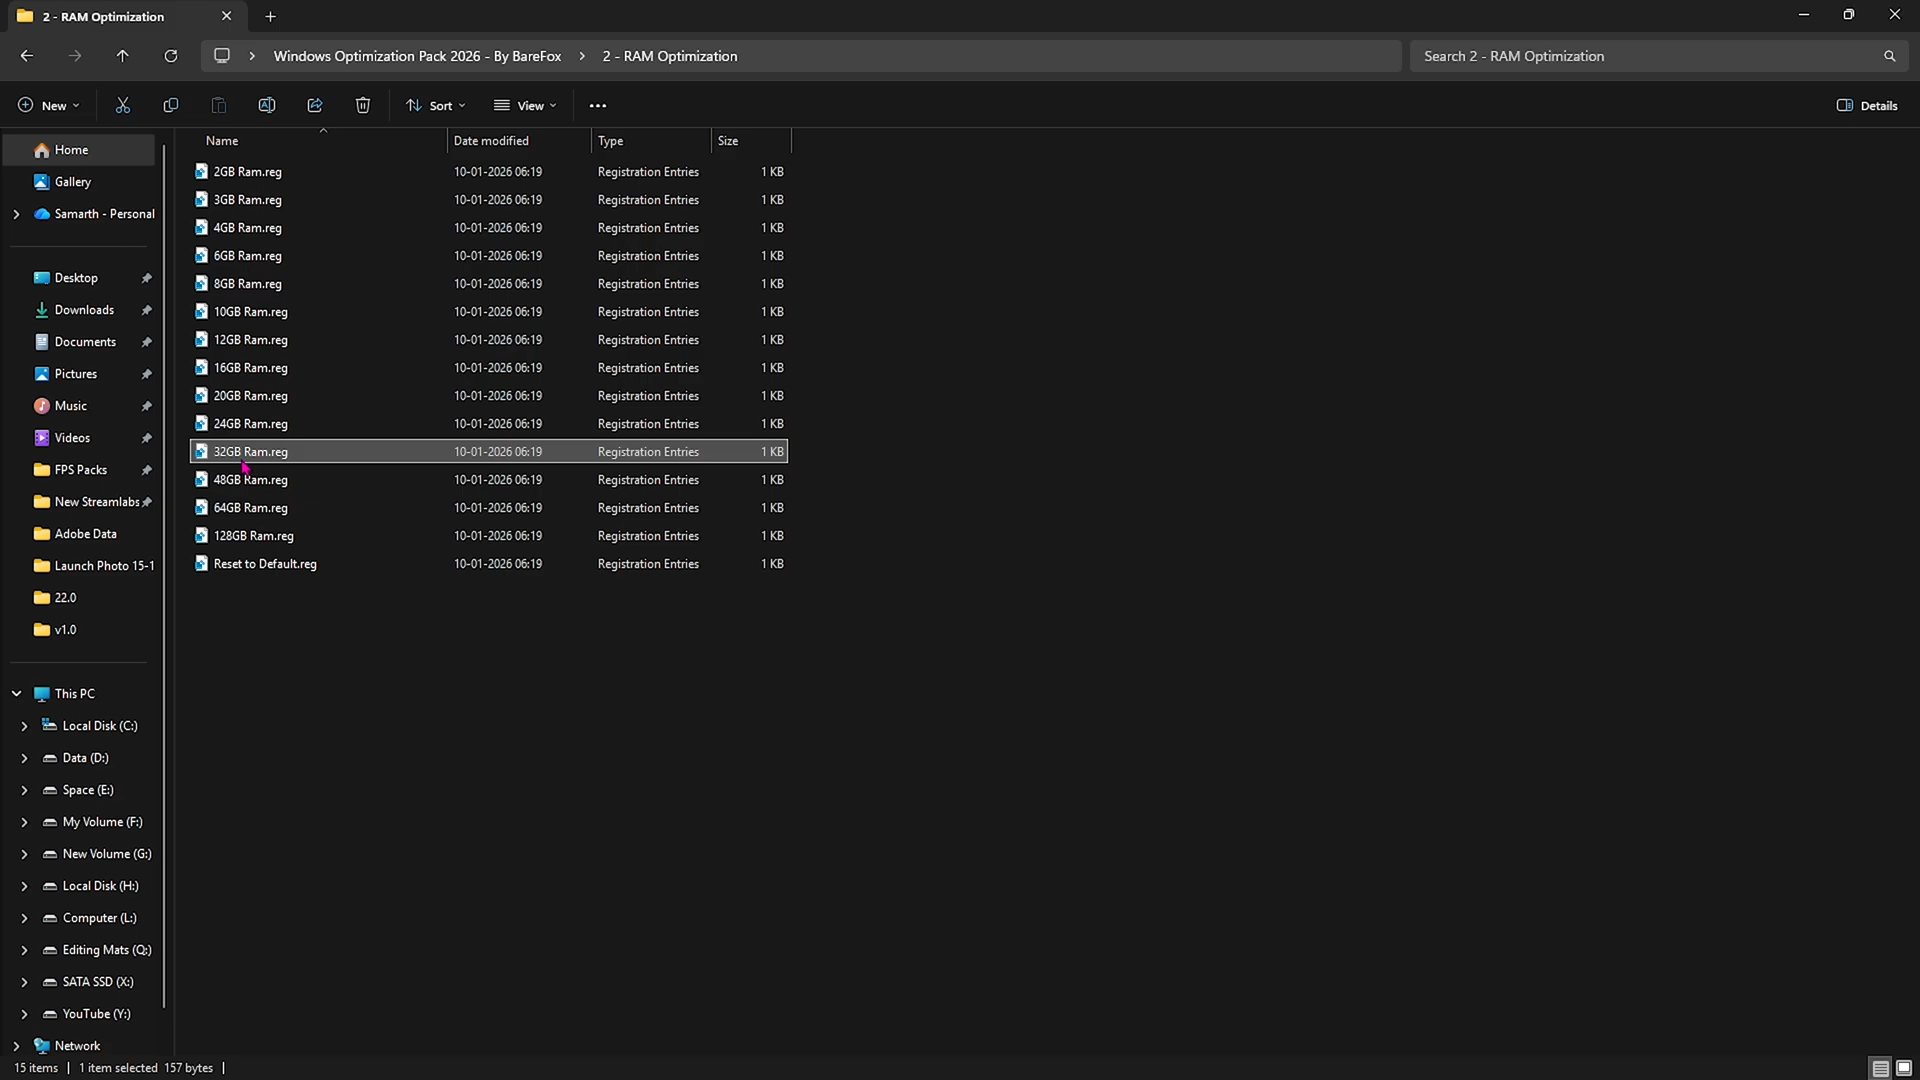 2 - RAM Optimization
Windows Optimization Pack 2026 - By BareFox > 2 - RAM Optimization
Search 2 - RAM Optimization
New Sort View Details
Name Date modified Type Size
Home
Gallery
Samarth - Personal
Desktop
Downloads
Documents
Pictures
Music
Videos
FPS Packs
New Streamlabs
Adobe Data
Launch Photo 15-1
22.0
v1.0
This PC
Local Disk (C:)
Data (D:)
Space (E:)
My Volume (F:)
New Volume (G:)
Local Disk (H:)
Computer (L:)
Editing Mats (Q:)
SATA SSD (X:)
YouTube (Y:)
Network
2GB Ram.reg 10-01-2026 06:19 Registration Entries 1 KB
3GB Ram.reg 10-01-2026 06:19 Registration Entries 1 KB
4GB Ram.reg 10-01-2026 06:19 Registration Entries 1 KB
6GB Ram.reg 10-01-2026 06:19 Registration Entries 1 KB
8GB Ram.reg 10-01-2026 06:19 Registration Entries 1 KB
10GB Ram.reg 10-01-2026 06:19 Registration Entries 1 KB
12GB Ram.reg 10-01-2026 06:19 Registration Entries 1 KB
16GB Ram.reg 10-01-2026 06:19 Registration Entries 1 KB
20GB Ram.reg 10-01-2026 06:19 Registration Entries 1 KB
24GB Ram.reg 10-01-2026 06:19 Registration Entries 1 KB
32GB Ram.reg 10-01-2026 06:19 Registration Entries 1 KB
48GB Ram.reg 10-01-2026 06:19 Registration Entries 1 KB
64GB Ram.reg 10-01-2026 06:19 Registration Entries 1 KB
128GB Ram.reg 10-01-2026 06:19 Registration Entries 1 KB
Reset to Default.reg 10-01-2026 06:19 Registration Entries 1 KB
15 items | 1 item selected 157 bytes |